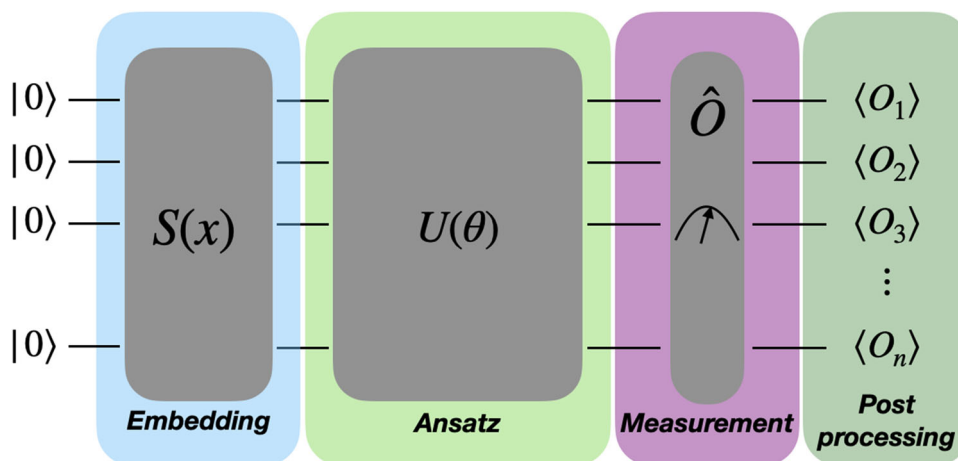 |0⟩ Ô ⟨O₁⟩
|0⟩ ⟨O₂⟩
|0⟩ S(x) U(θ) ⟨O₃⟩
⋮
|0⟩ ⟨Oₙ⟩
Embedding Ansatz Measurement Post
processing